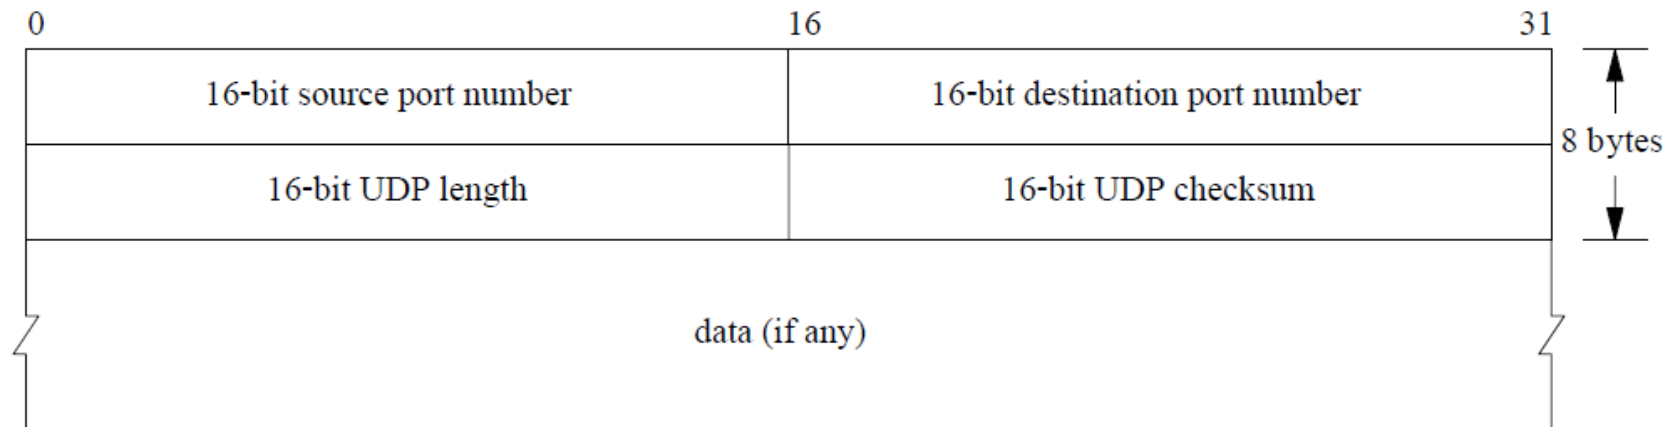 0 16 31
16-bit source port number 16-bit destination port number
8 bytes
16-bit UDP length 16-bit UDP checksum
data (if any)